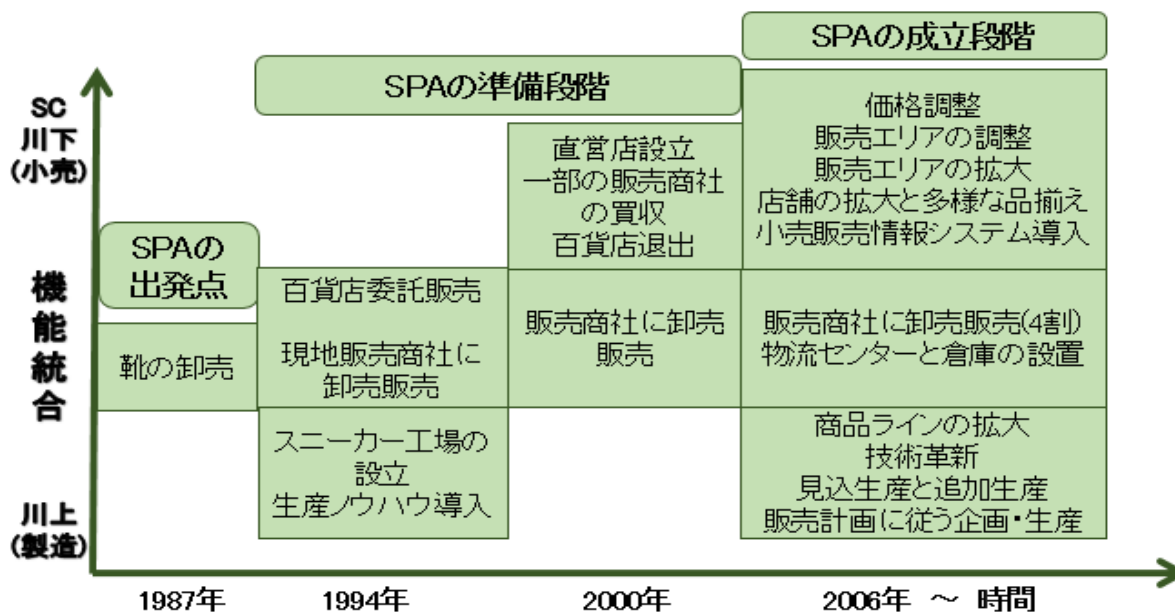 SPAの成立段階
SPAの準備段階
SPAの
出発点
SC
川下
(小売)
機
能
統
合
川上
(製造)
靴の卸売
百貨店委託販売
現地販売商社に
卸売販売
スニーカー工場の
設立
生産ノウハウ導入
直営店設立
一部の販売商社
の買収
百貨店退出
販売商社に卸売
販売
価格調整
販売エリアの調整
販売エリアの拡大
店舗の拡大と多様な品揃え
小売販売情報システム導入
販売商社に卸売販売(4割)
物流センターと倉庫の設置
商品ラインの拡大
技術革新
見込生産と追加生産
販売計画に従う企画・生産
1987年
1994年
2000年
2006年 ～ 時間